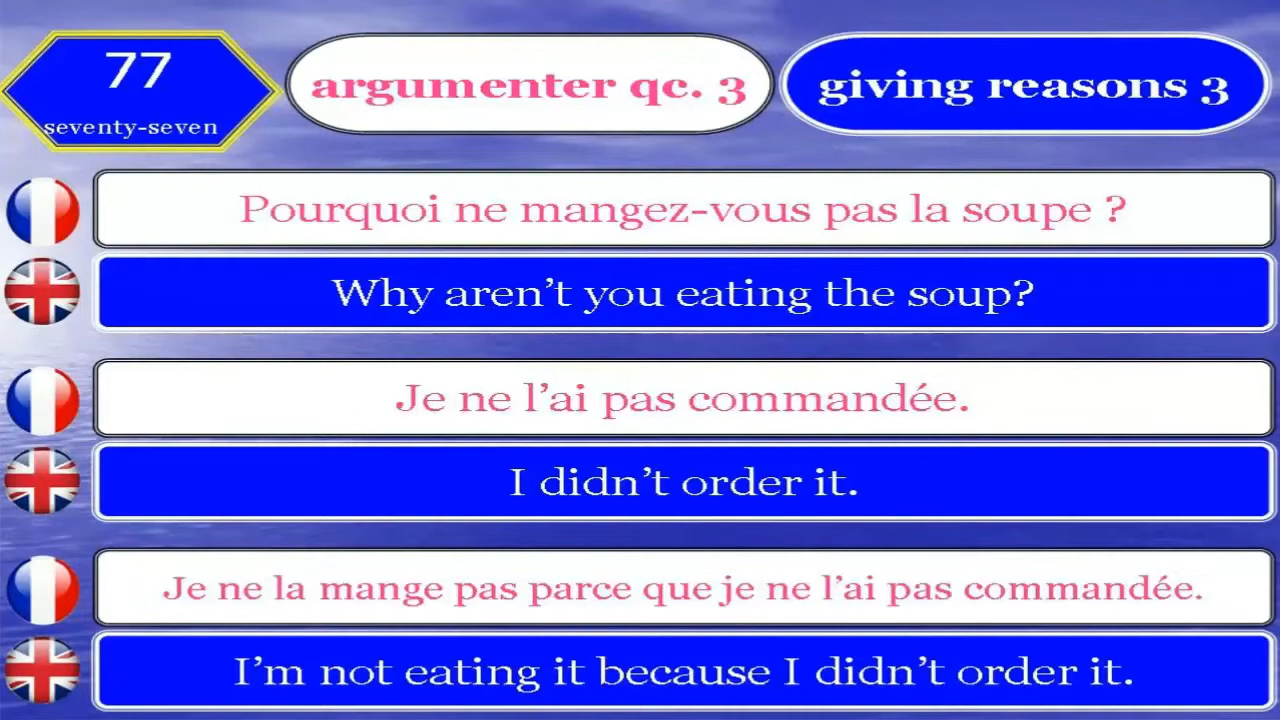 77
seventy-seven
argumenter qc. 3
giving reasons 3
Pourquoi ne mangez-vous pas la soupe ?
Why aren’t you eating the soup?
Je ne l’ai pas commandée.
I didn’t order it.
Je ne la mange pas parce que je ne l’ai pas commandée.
I’m not eating it because I didn’t order it.